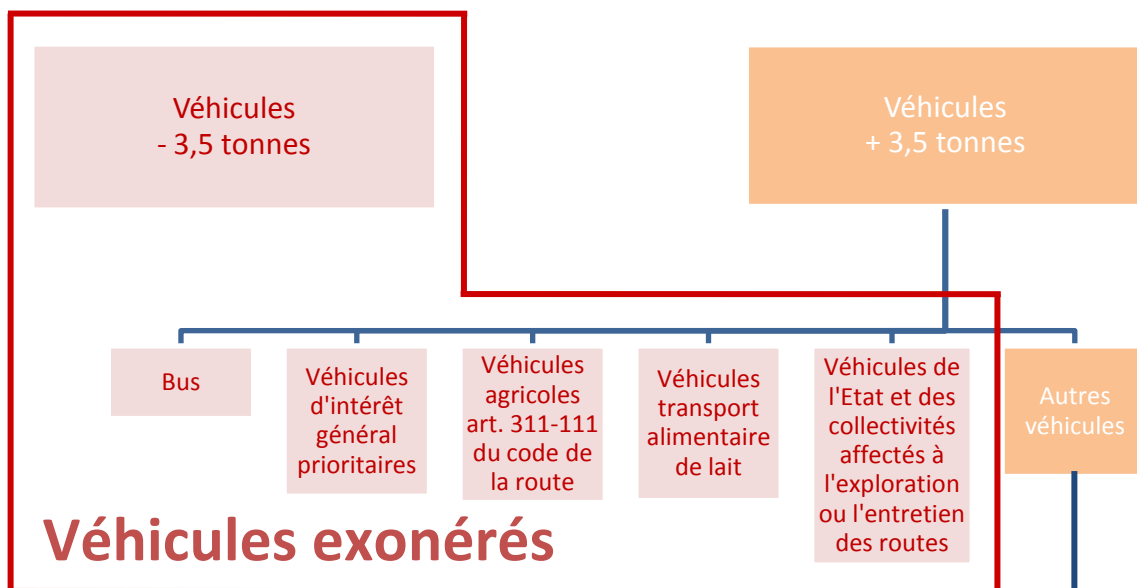 Véhicules
- 3,5 tonnes
Véhicules
+ 3,5 tonnes
Bus
Véhicules
d'intérêt
général
prioritaires
Véhicules
agricoles
art. 311-111
du code de
la route
Véhicules
transport
alimentaire
de lait
Véhicules de
l'Etat et des
collectivités
affectés à
l'exploration
ou l'entretien
des routes
Autres
véhicules
Véhicules exonérés